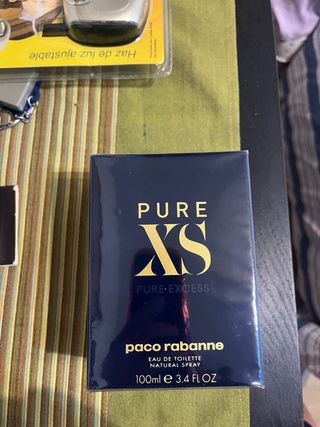 Haz de luz ajustable
PURE
XS
PURE·EXCESS
paco rabanne
EAU DE TOILETTE
NATURAL SPRAY
100ml e 3.4 FL OZ